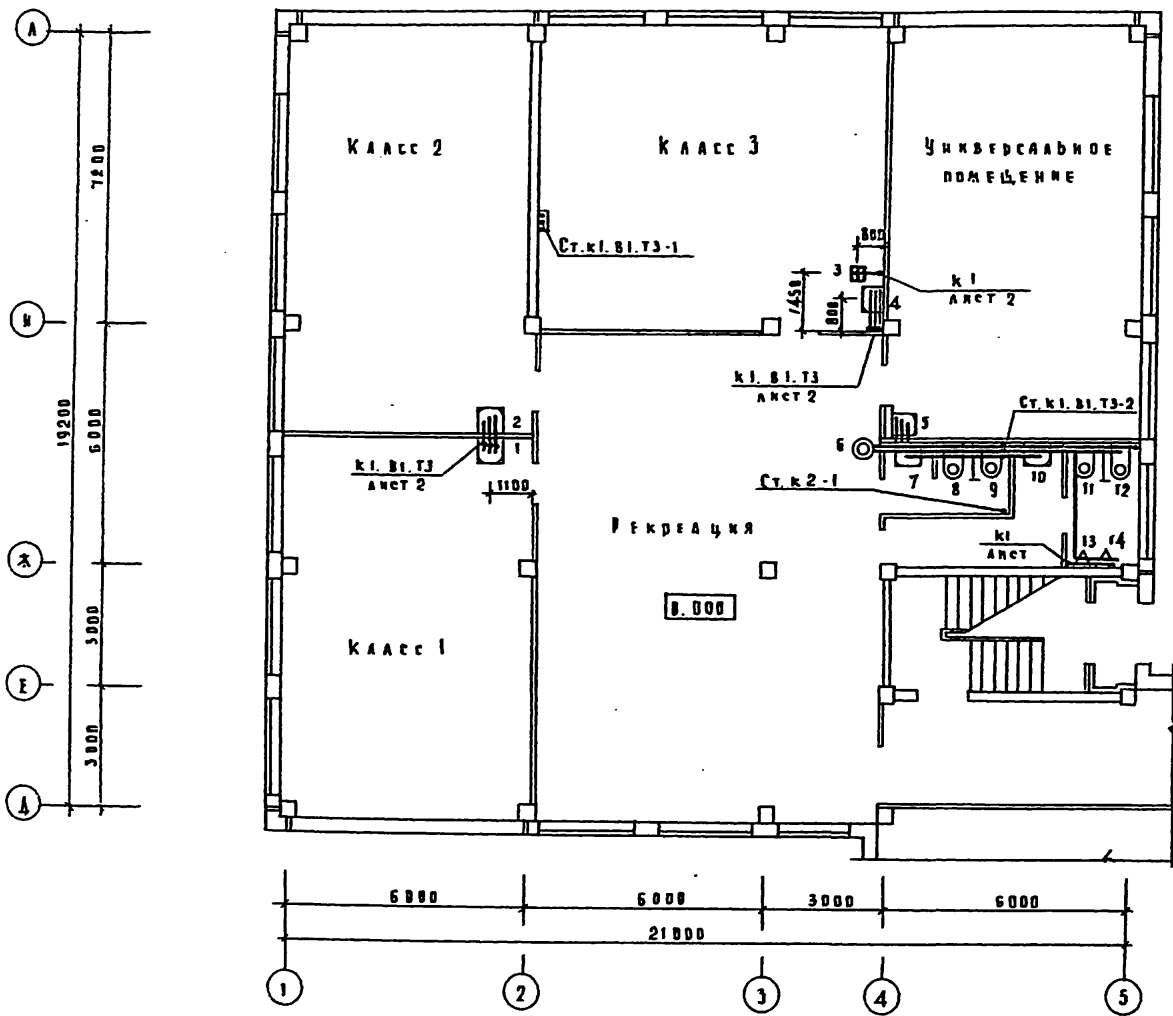 А
КЛАСС 2
КЛАСС 3
УНИВЕРСАЛЬНОЕ
ПОМЕЩЕНИЕ
7200
Ст.К1.В1.Т3-1
800
3
К1
ЛИСТ 2
1450
800
4
И
К1.В1.Т3
ЛИСТ 2
19200
6000
Ст.К1.В1.Т3-2
2
5
6
1
К1.В1.Т3
ЛИСТ 2
1100
7
8
9
10
11
12
Ст.К2-1
РЕКРЕАЦИЯ
К1
ЛИСТ
13
14
Ж
0.000
3000
КЛАСС 1
Е
3000
Д
6000
6000
3000
6000
21000
1
2
3
4
5